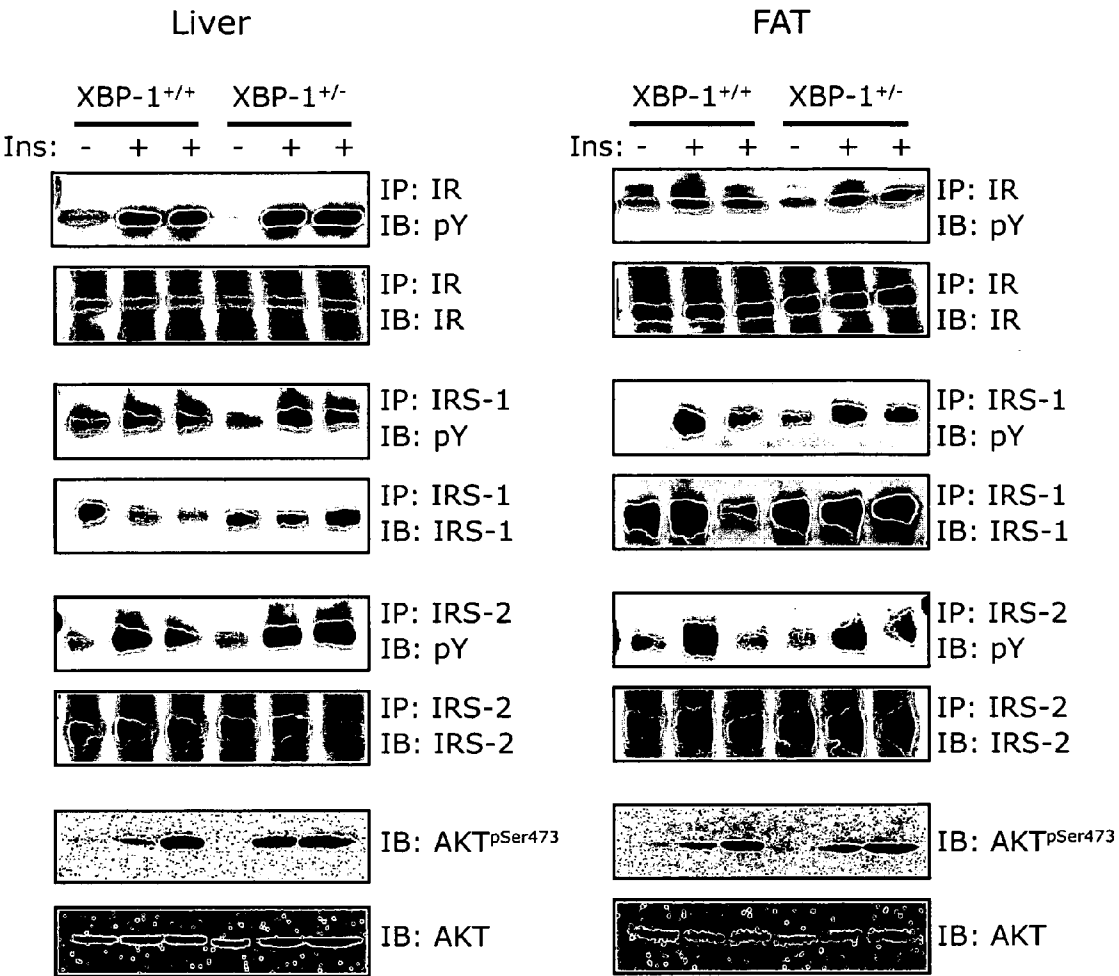 Liver
XBP-1+/+ XBP-1+/-
Ins: - + + - + +
IP: IR
IB: pY
IP: IR
IB: IR
IP: IRS-1
IB: pY
IP: IRS-1
IB: IRS-1
IP: IRS-2
IB: pY
IP: IRS-2
IB: IRS-2
IB: AKTpSer473
IB: AKT
FAT
XBP-1+/+ XBP-1+/-
Ins: - + + - + +
IP: IR
IB: pY
IP: IR
IB: IR
IP: IRS-1
IB: pY
IP: IRS-1
IB: IRS-1
IP: IRS-2
IB: pY
IP: IRS-2
IB: IRS-2
IB: AKTpSer473
IB: AKT